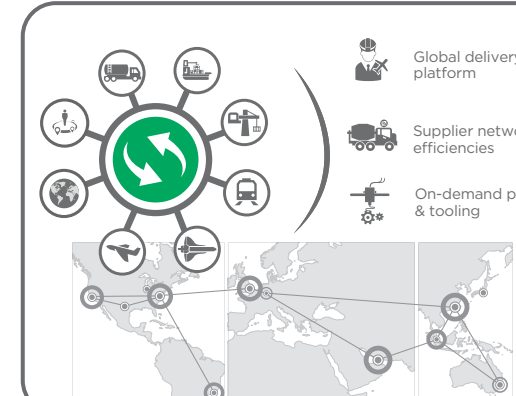 Global delivery
platform
Supplier netwo
efficiencies
On-demand p
& tooling